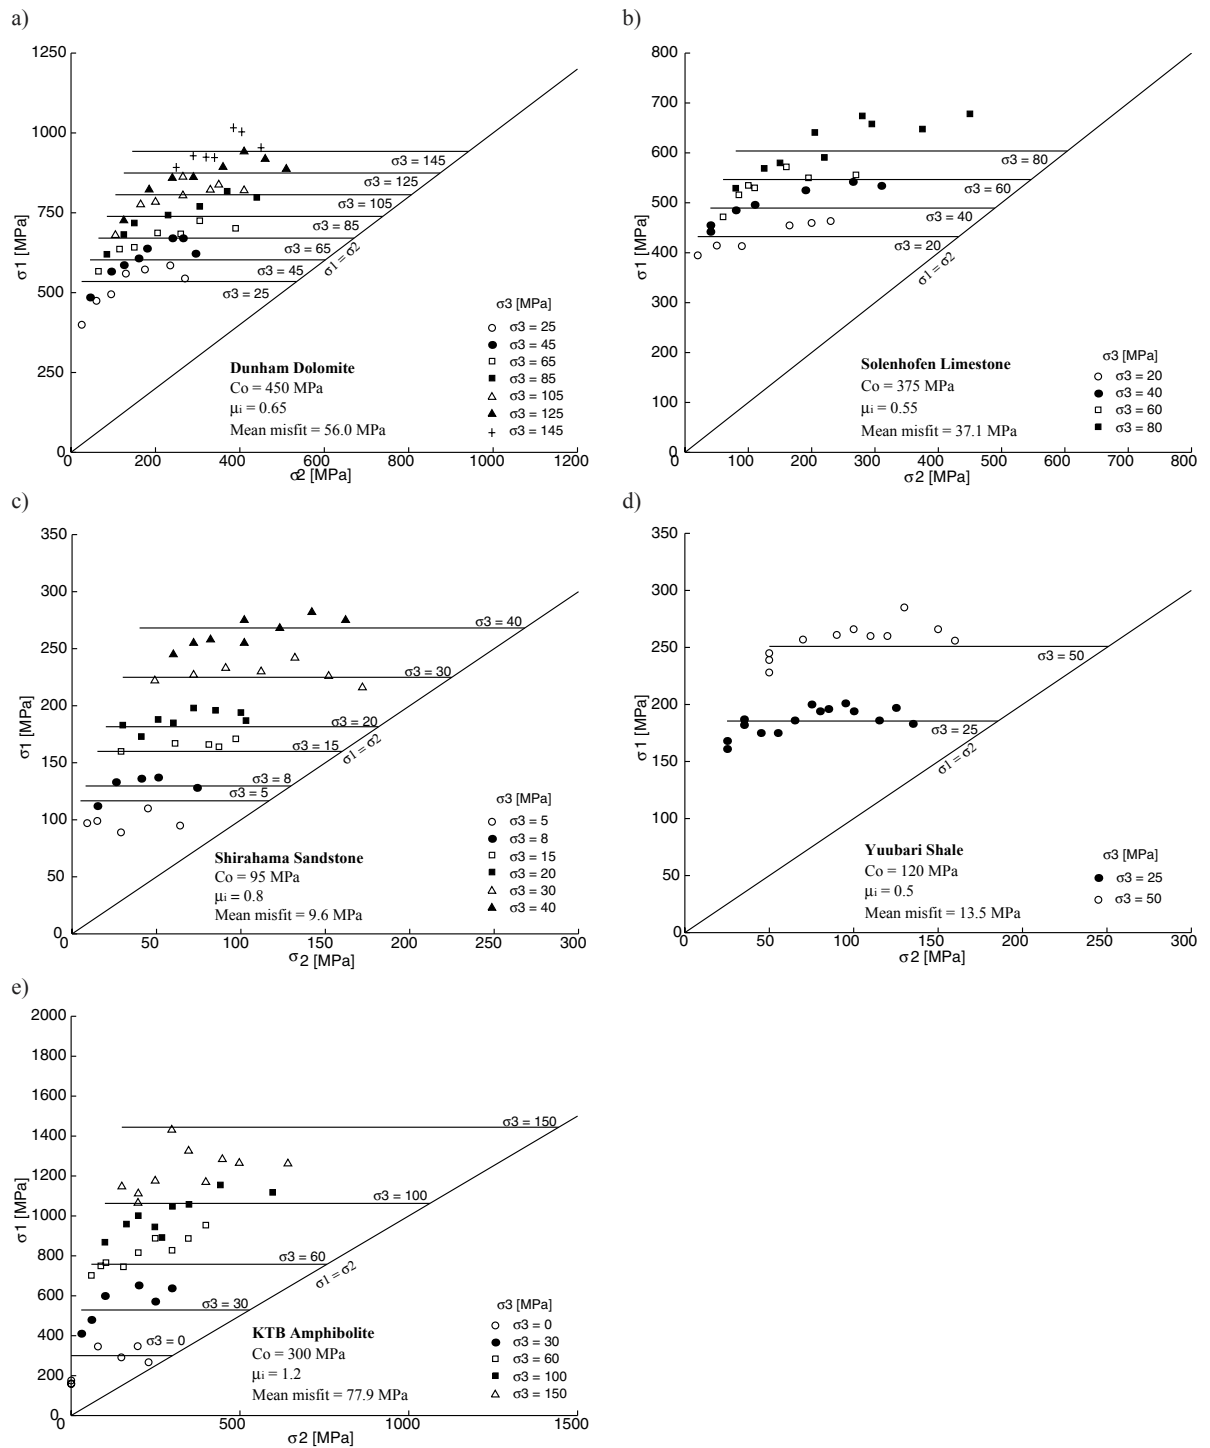 a)
1250
1000
750
500
250
0
σ1 [MPa]
σ3 = 145
σ3 = 125
σ3 = 105
σ3 = 85
σ3 = 65
σ3 = 45
σ3 = 25
σ1 = σ2
Dunham Dolomite
Co = 450 MPa
μi = 0.65
Mean misfit = 56.0 MPa
σ3 [MPa]
σ3 = 25
σ3 = 45
σ3 = 65
σ3 = 85
σ3 = 105
σ3 = 125
σ3 = 145
0 200 400 600 800 1000 1200
σ2 [MPa]
b)
800
700
600
500
400
300
200
100
0
σ1 [MPa]
σ3 = 80
σ3 = 60
σ3 = 40
σ3 = 20
σ1 = σ2
Solenhofen Limestone
Co = 375 MPa
μi = 0.55
Mean misfit = 37.1 MPa
σ3 [MPa]
σ3 = 20
σ3 = 40
σ3 = 60
σ3 = 80
0 100 200 300 400 500 600 700 800
σ2 [MPa]
c)
350
300
250
200
150
100
50
0
σ1 [MPa]
σ3 = 40
σ3 = 30
σ3 = 20
σ3 = 15
σ3 = 8
σ3 = 5
σ1 = σ2
Shirahama Sandstone
Co = 95 MPa
μi = 0.8
Mean misfit = 9.6 MPa
σ3 [MPa]
σ3 = 5
σ3 = 8
σ3 = 15
σ3 = 20
σ3 = 30
σ3 = 40
0 50 100 150 200 250 300
σ2 [MPa]
d)
350
300
250
200
150
100
50
0
σ1 [MPa]
σ3 = 50
σ3 = 25
σ1 = σ2
Yuubari Shale
Co = 120 MPa
μi = 0.5
Mean misfit = 13.5 MPa
σ3 [MPa]
σ3 = 25
σ3 = 50
0 50 100 150 200 250 300
σ2 [MPa]
e)
2000
1800
1600
1400
1200
1000
800
600
400
200
0
σ1 [MPa]
σ3 = 150
σ3 = 100
σ3 = 60
σ3 = 30
σ3 = 0
σ1 = σ2
KTB Amphibolite
Co = 300 MPa
μi = 1.2
Mean misfit = 77.9 MPa
σ3 [MPa]
σ3 = 0
σ3 = 30
σ3 = 60
σ3 = 100
σ3 = 150
0 500 1000 1500
σ2 [MPa]